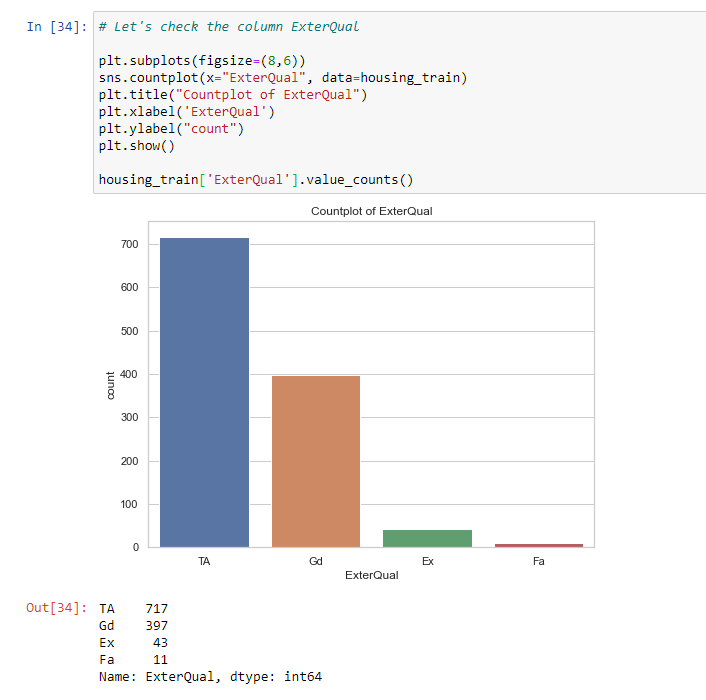 In [34]: # Let's check the column ExterQual
plt.subplots(figsize=(8,6))
sns.countplot(x="ExterQual", data=housing_train)
plt.title("Countplot of ExterQual")
plt.xlabel('ExterQual')
plt.ylabel("count")
plt.show()
housing_train['ExterQual'].value_counts()
Countplot of ExterQual
700
600
500
400
300
200
100
0
count
TA Gd Ex Fa
ExterQual
Out[34]: TA 717
Gd 397
Ex 43
Fa 11
Name: ExterQual, dtype: int64